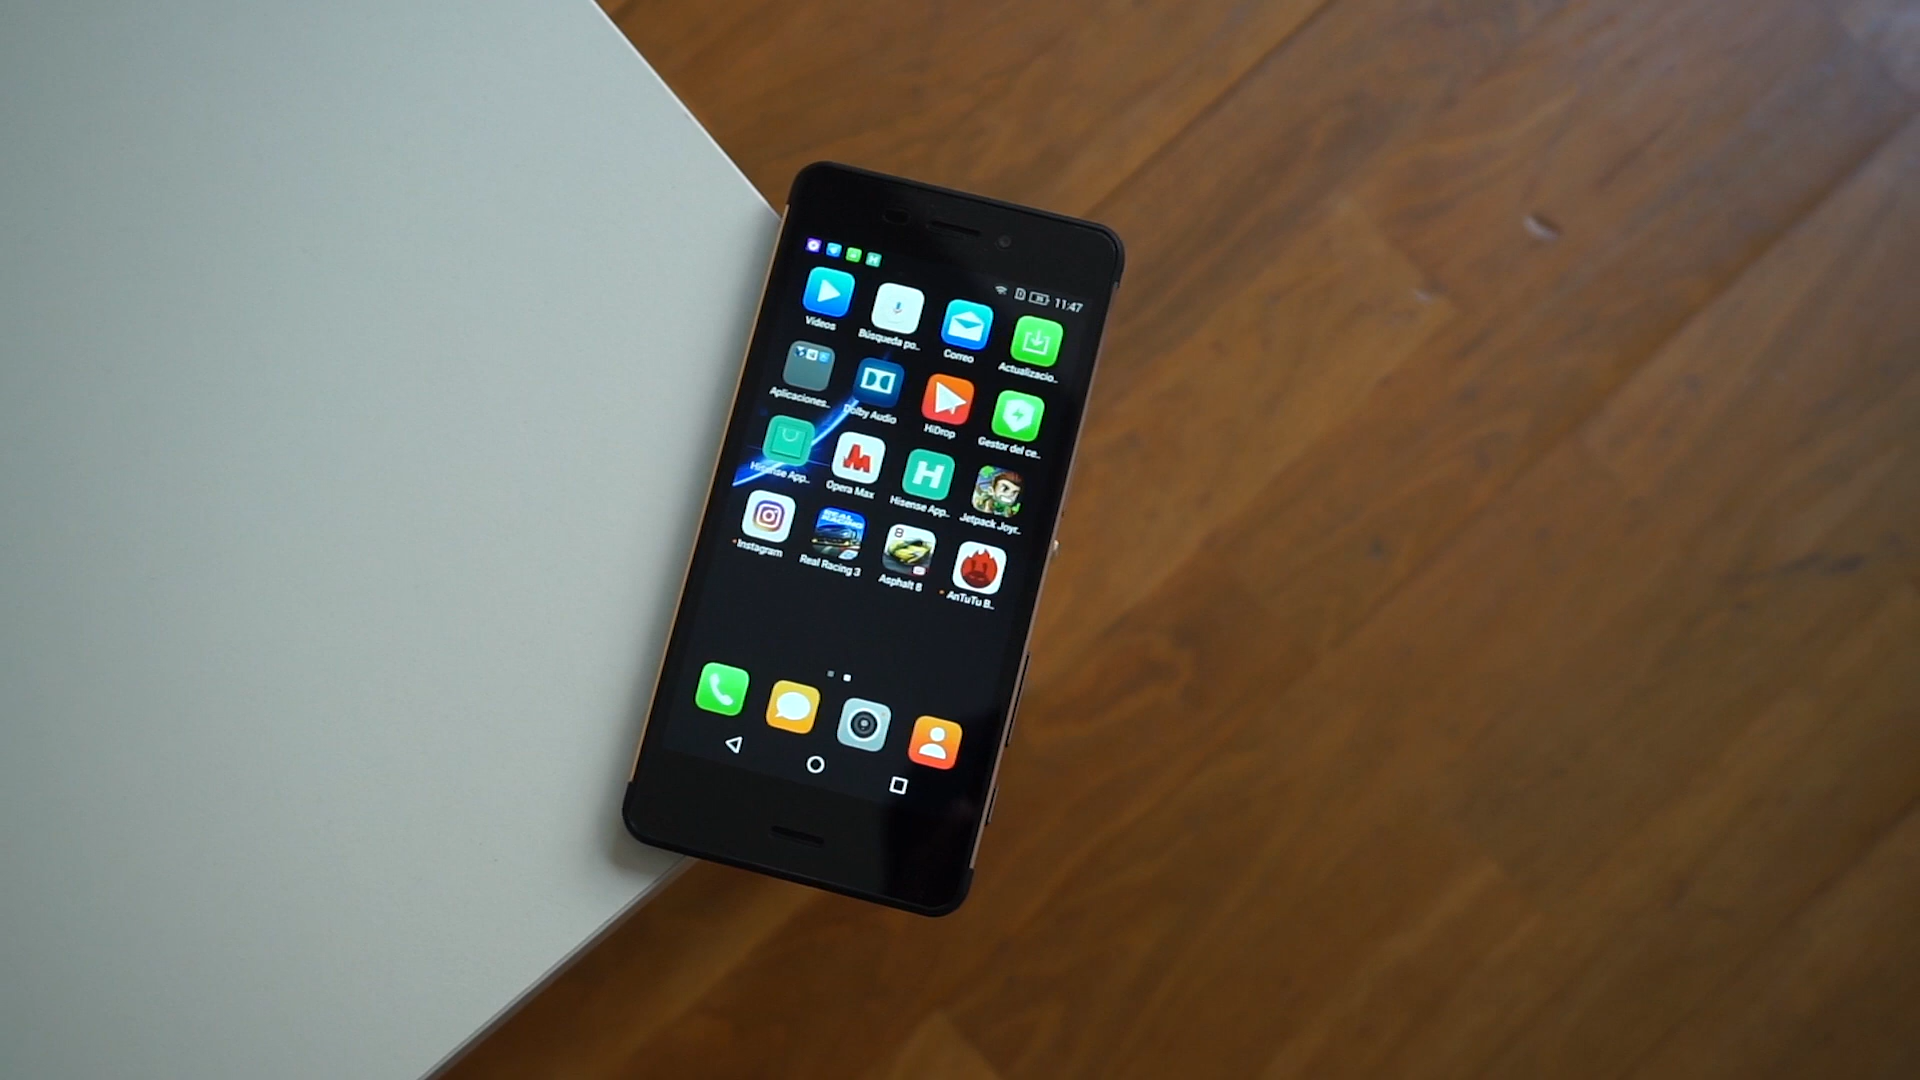 11:47
Videos
Búsqueda po..
Correo
Actualizacio..
Aplicaciones..
Dolby Audio
HiDrop
Gestor del ce..
Hisense App..
Opera Max
Hisense App..
Jetpack Joyr..
Instagram
Real Racing 3
Asphalt 8
AnTuTu B..